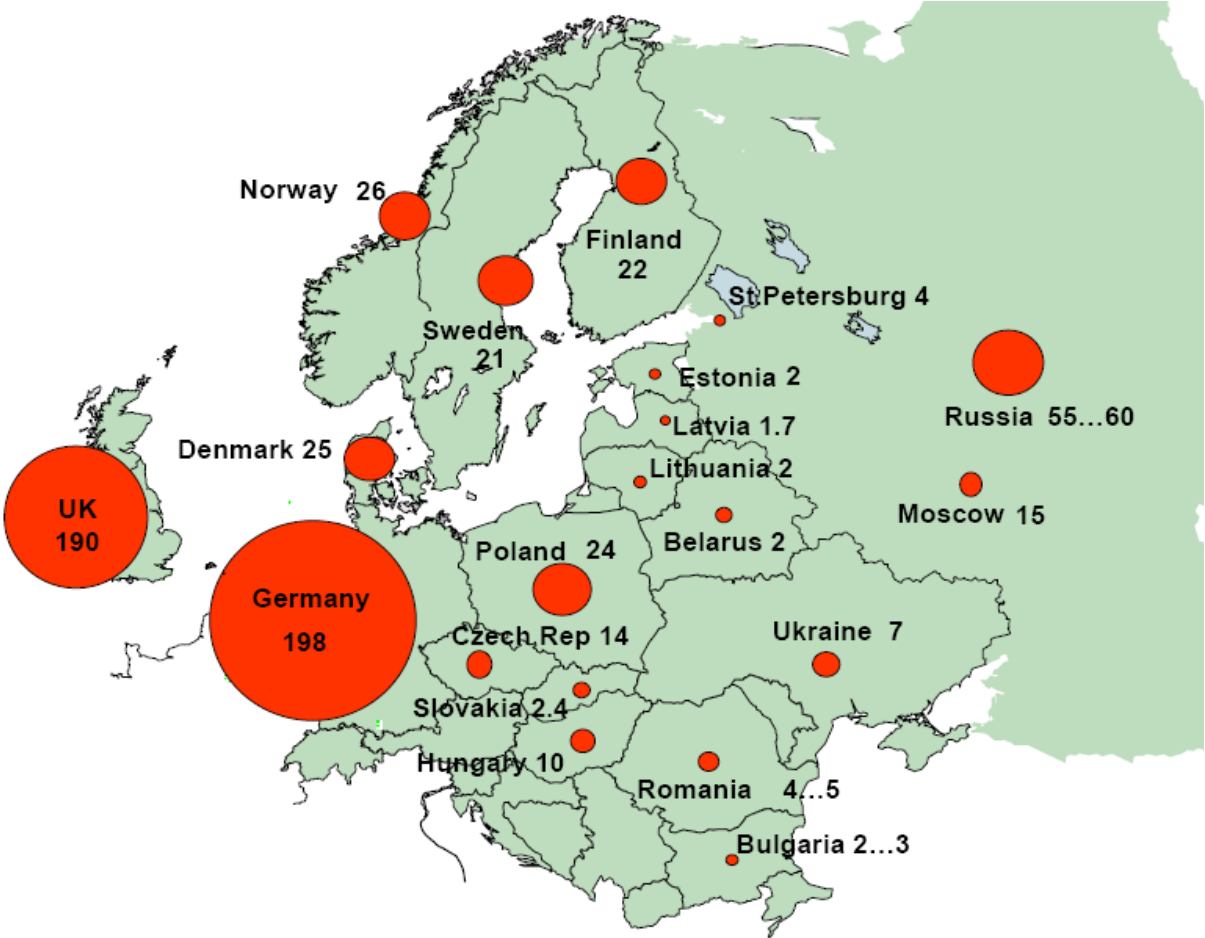 Norway 26
Finland
22
St Petersburg 4
Sweden
21
Estonia 2
Russia 55...60
Latvia 1.7
Denmark 25
Lithuania 2
UK
190
Moscow 15
Belarus 2
Poland 24
Germany
198
Czech Rep 14
Ukraine 7
Slovakia 2.4
Hungary 10
Romania 4...5
Bulgaria 2...3